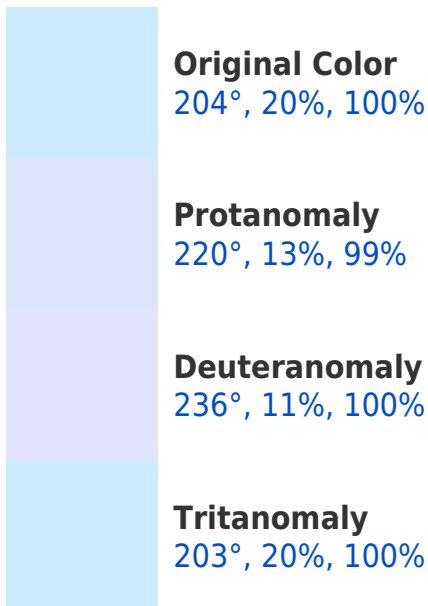 Original Color
204°, 20%, 100%
Protanomaly
220°, 13%, 99%
Deuteranomaly
236°, 11%, 100%
Tritanomaly
203°, 20%, 100%